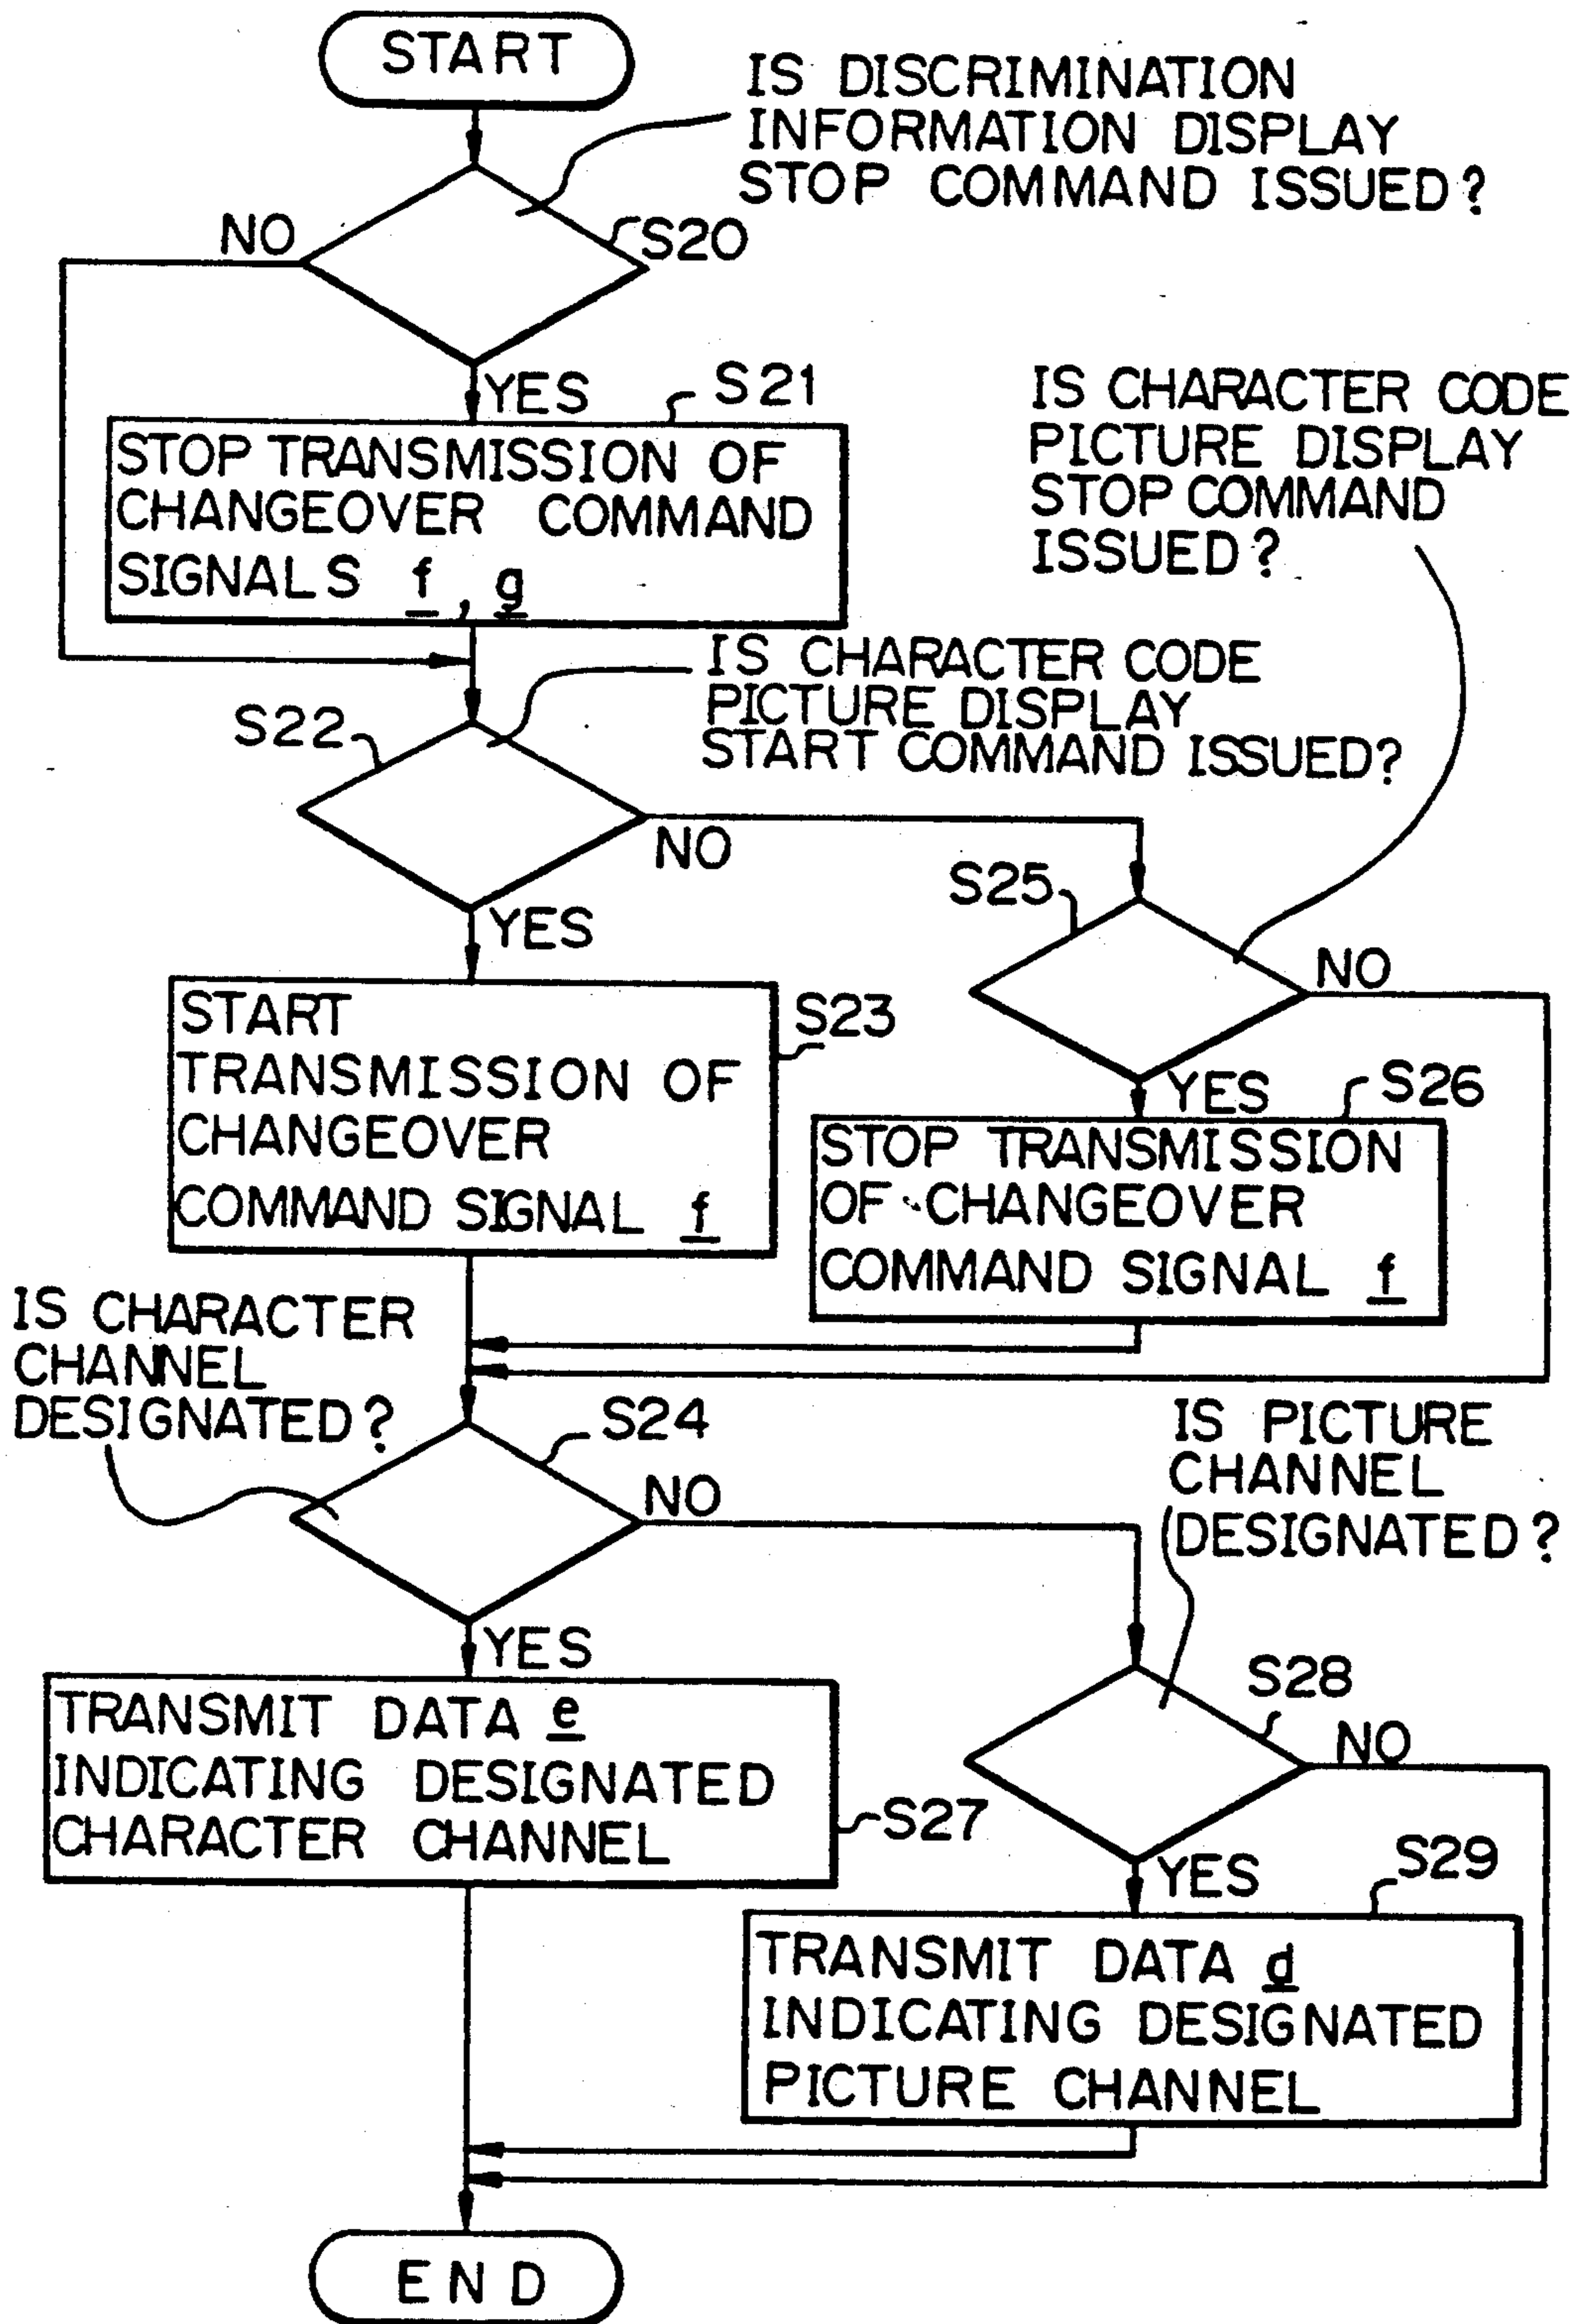 START
IS DISCRIMINATION
INFORMATION DISPLAY
STOP COMMAND ISSUED?
NO
S20
YES
S21
STOP TRANSMISSION OF
CHANGEOVER COMMAND
SIGNALS f, g
IS CHARACTER CODE
PICTURE DISPLAY
STOP COMMAND
ISSUED?
IS CHARACTER CODE
PICTURE DISPLAY
START COMMAND ISSUED?
S22
NO
YES
S25
NO
START
TRANSMISSION OF
CHANGEOVER
COMMAND SIGNAL f
S23
YES
S26
STOP TRANSMISSION
OF CHANGEOVER
COMMAND SIGNAL f
IS CHARACTER
CHANNEL
DESIGNATED?
S24
NO
IS PICTURE
CHANNEL
DESIGNATED?
YES
S28
NO
TRANSMIT DATA e
INDICATING DESIGNATED
CHARACTER CHANNEL
S27
YES
S29
TRANSMIT DATA d
INDICATING DESIGNATED
PICTURE CHANNEL
END